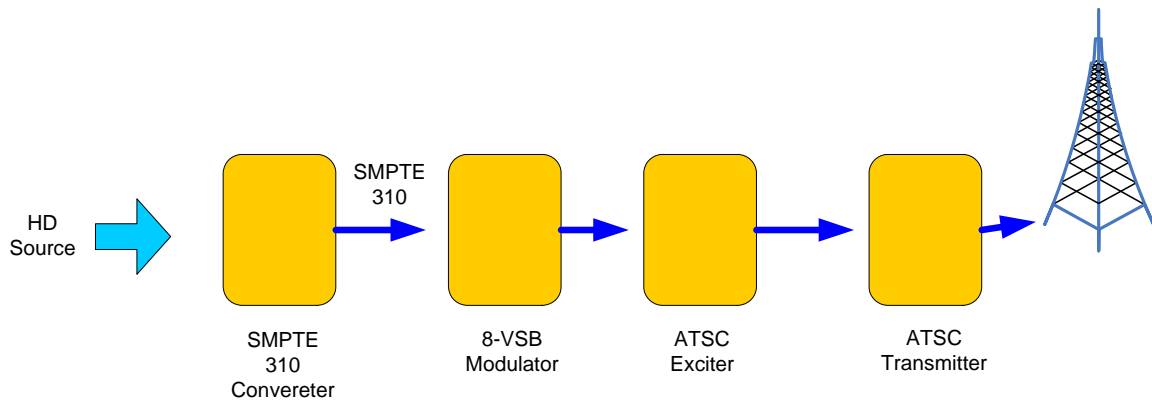 HD
Source
SMPTE
310
SMPTE
310
Convereter
8-VSB
Modulator
ATSC
Exciter
ATSC
Transmitter